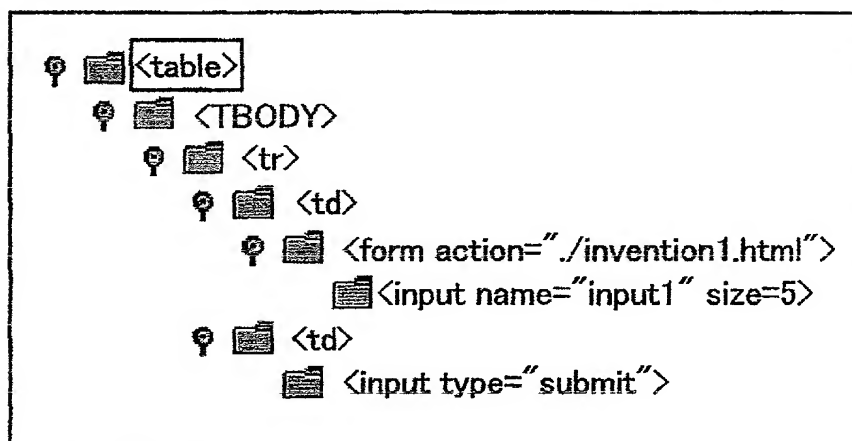 <table>
<TBODY>
<tr>
<td>
<form action="./invention1.html">
<input name="input1" size=5>
<td>
<input type="submit">